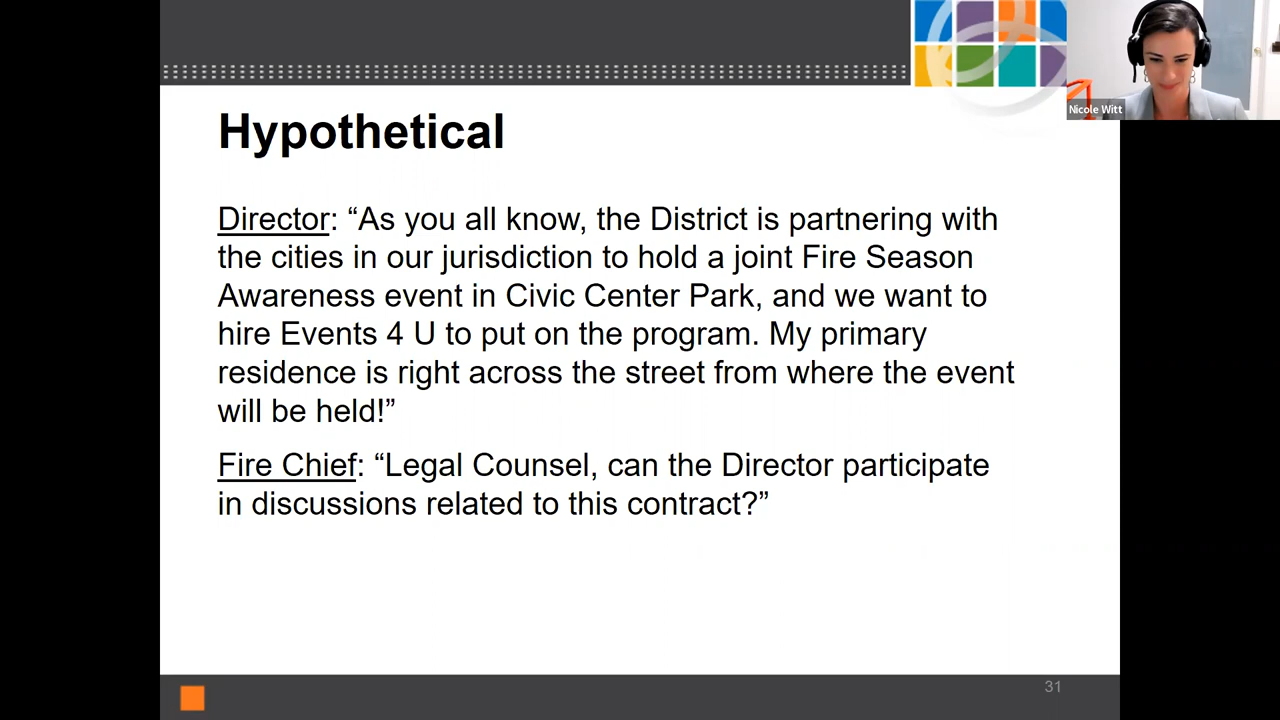 Nicole Witt
Hypothetical
Director: “As you all know, the District is partnering with
the cities in our jurisdiction to hold a joint Fire Season
Awareness event in Civic Center Park, and we want to
hire Events 4 U to put on the program. My primary
residence is right across the street from where the event
will be held!”
Fire Chief: “Legal Counsel, can the Director participate
in discussions related to this contract?”
31